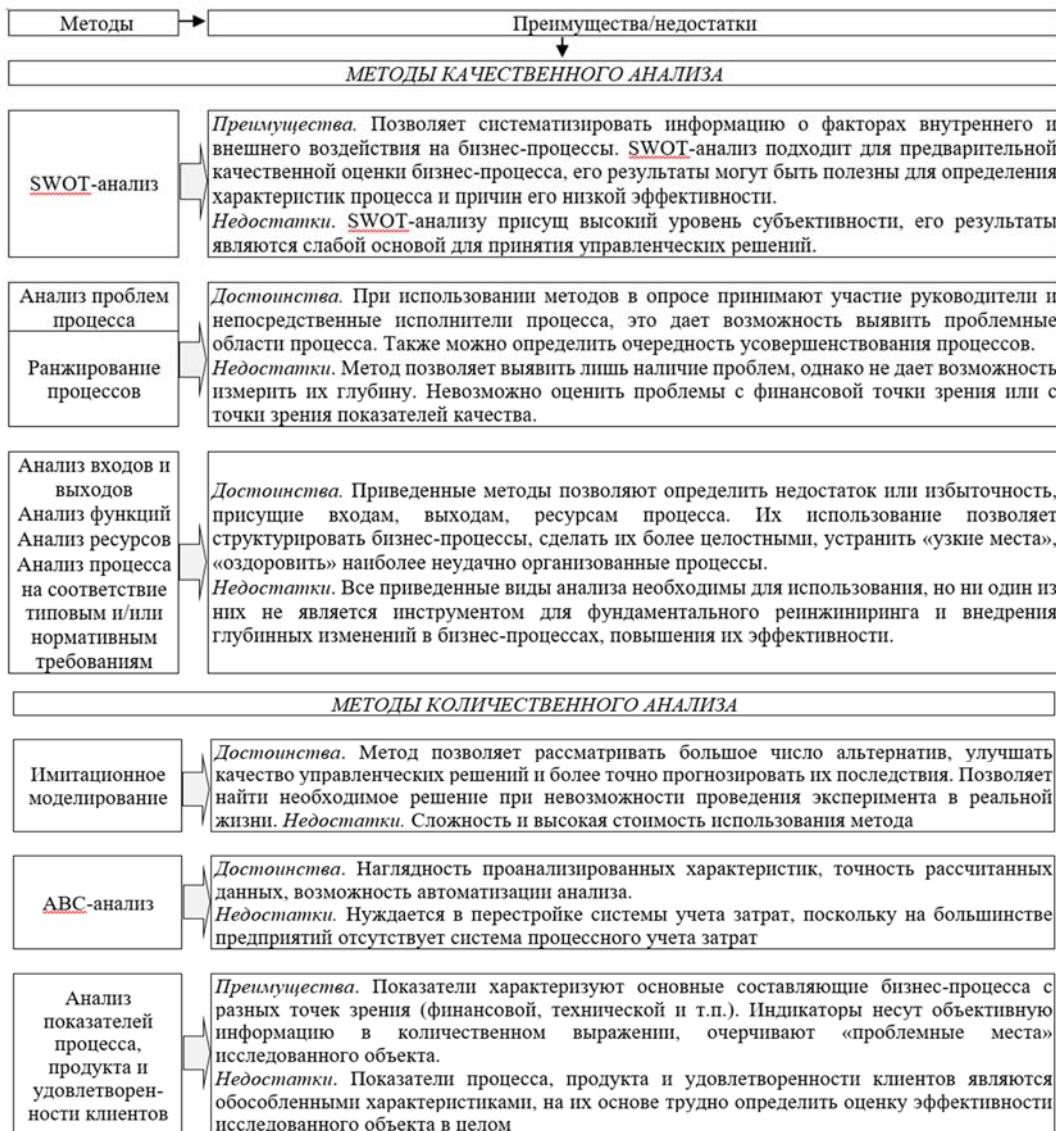 Методы
Преимущества/недостатки
МЕТОДЫ КАЧЕСТВЕННОГО АНАЛИЗА
SWOT-анализ
Преимущества. Позволяет систематизировать информацию о факторах внутреннего и
внешнего воздействия на бизнес-процессы. SWOT-анализ подходит для предварительной
качественной оценки бизнес-процесса, его результаты могут быть полезны для определения
характеристик процесса и причин его низкой эффективности.
Недостатки. SWOT-анализу присущ высокий уровень субъективности, его результаты
являются слабой основой для принятия управленческих решений.
Анализ проблем
процесса
Ранжирование
процессов
Достоинства. При использовании методов в опросе принимают участие руководители и
непосредственные исполнители процесса, это дает возможность выявить проблемные
области процесса. Также можно определить очередность усовершенствования процессов.
Недостатки. Метод позволяет выявить лишь наличие проблем, однако не дает возможность
измерить их глубину. Невозможно оценить проблемы с финансовой точки зрения или с
точки зрения показателей качества.
Анализ входов и
выходов
Анализ функций
Анализ ресурсов
Анализ процесса
на соответствие
типовым и/или
нормативным
требованиям
Достоинства. Приведенные методы позволяют определить недостаток или избыточность,
присущие входам, выходам, ресурсам процесса. Их использование позволяет
структурировать бизнес-процессы, сделать их более целостными, устранить «узкие места»,
«оздоровить» наиболее неудачно организованные процессы.
Недостатки. Все приведенные виды анализа необходимы для использования, но ни один из
них не является инструментом для фундаментального реинжиниринга и внедрения
глубинных изменений в бизнес-процессах, повышения их эффективности.
МЕТОДЫ КОЛИЧЕСТВЕННОГО АНАЛИЗА
Имитационное
моделирование
Достоинства. Метод позволяет рассматривать большое число альтернатив, улучшать
качество управленческих решений и более точно прогнозировать их последствия. Позволяет
найти необходимое решение при невозможности проведения эксперимента в реальной
жизни. Недостатки. Сложность и высокая стоимость использования метода
ABC-анализ
Достоинства. Наглядность проанализированных характеристик, точность рассчитанных
данных, возможность автоматизации анализа.
Недостатки. Нуждается в перестройке системы учета затрат, поскольку на большинстве
предприятий отсутствует система процессного учета затрат
Анализ
показателей
процесса,
продукта и
удовлетворен-
ности клиентов
Преимущества. Показатели характеризуют основные составляющие бизнес-процесса с
разных точек зрения (финансовой, технической и т.п.). Индикаторы несут объективную
информацию в количественном выражении, очерчивают «проблемные места»
исследованного объекта.
Недостатки. Показатели процесса, продукта и удовлетворенности клиентов являются
обособленными характеристиками, на их основе трудно определить оценку эффективности
исследованного объекта в целом